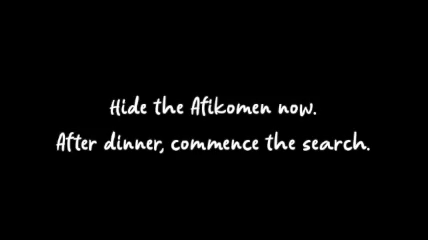 Hide the Afikomen now.
After dinner, commence the search.